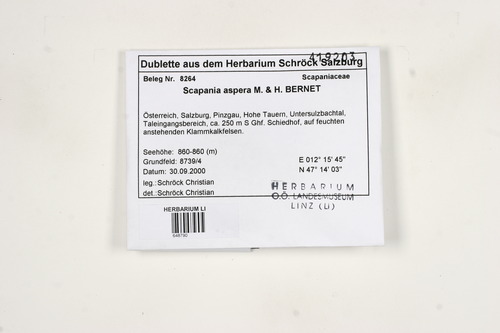 419203
Dublette aus dem Herbarium Schröck Salzburg
Beleg Nr. 8264 Scapaniaceae
Scapania aspera M. & H. BERNET
Österreich, Salzburg, Pinzgau, Hohe Tauern, Untersulzbachtal,
Taleingangsbereich, ca. 250 m S Ghf. Schiedhof, auf feuchten
anstehenden Klammkalkfelsen.
Seehöhe: 860-860 (m)
Grundfeld: 8739/4 E 012° 15' 45"
Datum: 30.09.2000 N 47° 14' 03"
leg.: Schröck Christian
det.: Schröck Christian
HERBARIUM
O.Ö. LANDESMUSEUM
LINZ (LI)
HERBARIUM LI